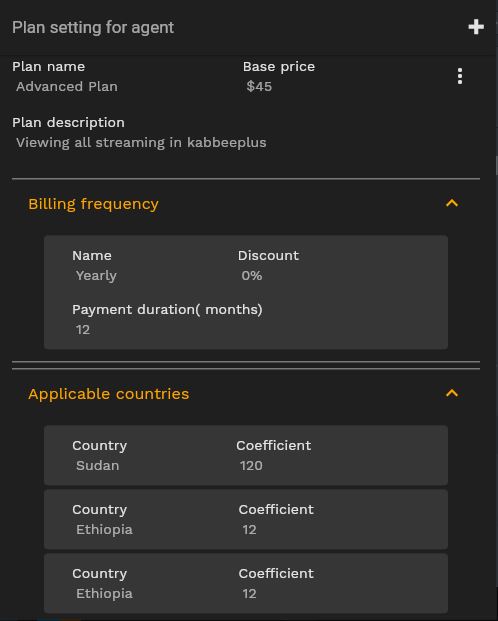 Plan setting for agent
Plan name Base price
Advanced Plan $45
Plan description
Viewing all streaming in kabbeeplus
Billing frequency
Name Discount
Yearly 0%
Payment duration( months)
12
Applicable countries
Country Coefficient
Sudan 120
Country Coefficient
Ethiopia 12
Country Coefficient
Ethiopia 12